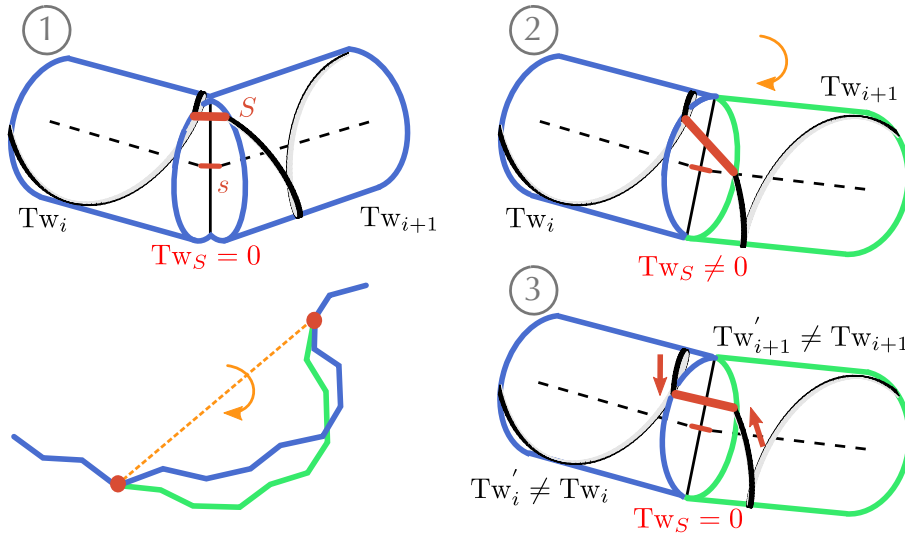 1
S
s
Tw_i
Tw_{i+1}
Tw_S = 0
2
Tw_{i+1}
Tw_i
Tw_S ≠ 0
3
Tw'_{i+1} ≠ Tw_{i+1}
Tw'_i ≠ Tw_i
Tw_S = 0